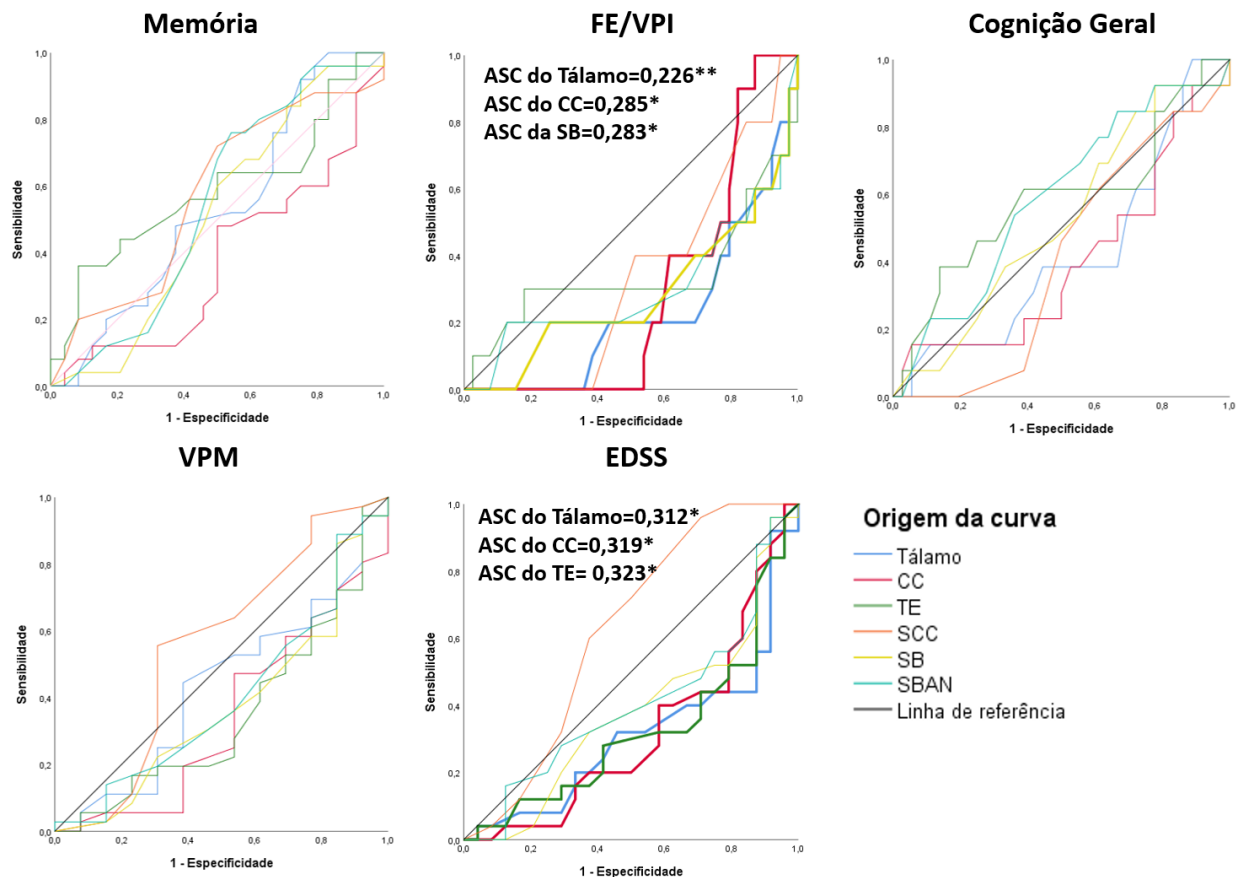 Memória
Sensibilidade
1,0
0,8
0,6
0,4
0,2
0,0
0,0 0,2 0,4 0,6 0,8 1,0
1 - Especificidade
FE/VPI
ASC do Tálamo=0,226**
ASC do CC=0,285*
ASC da SB=0,283*
Sensibilidade
1,0
0,8
0,6
0,4
0,2
0,0
0,0 0,2 0,4 0,6 0,8 1,0
1 - Especificidade
Cognição Geral
Sensibilidade
1,0
0,8
0,6
0,4
0,2
0,0
0,0 0,2 0,4 0,6 0,8 1,0
1 - Especificidade
VPM
Sensibilidade
1,0
0,8
0,6
0,4
0,2
0,0
0,0 0,2 0,4 0,6 0,8 1,0
1 - Especificidade
EDSS
ASC do Tálamo=0,312*
ASC do CC=0,319*
ASC do TE= 0,323*
Sensibilidade
1,0
0,8
0,6
0,4
0,2
0,0
0,0 0,2 0,4 0,6 0,8 1,0
1 - Especificidade
Origem da curva
Tálamo
CC
TE
SCC
SB
SBAN
Linha de referência